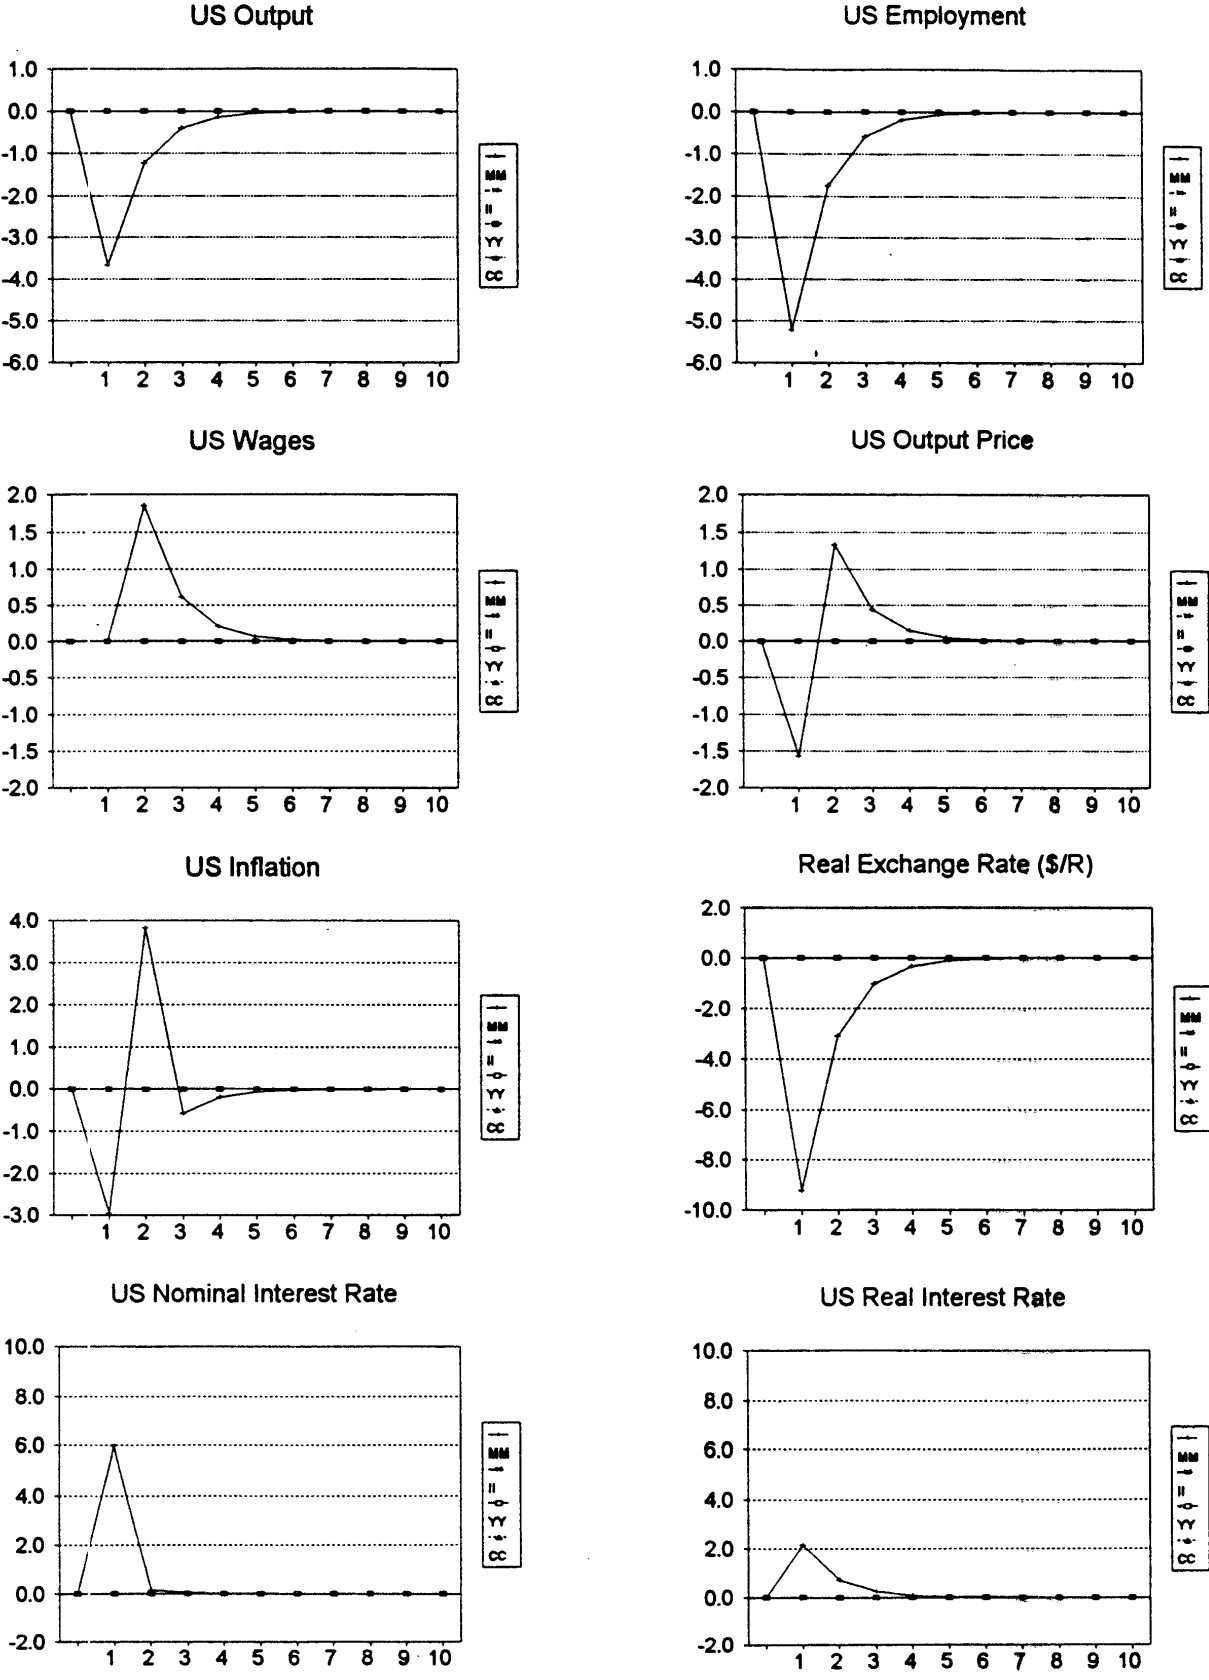 US Output
1.0
0.0
-1.0
-2.0
-3.0
-4.0
-5.0
-6.0
1 2 3 4 5 6 7 8 9 10
MM
II
YY
CC
US Employment
1.0
0.0
-1.0
-2.0
-3.0
-4.0
-5.0
-6.0
1 2 3 4 5 6 7 8 9 10
MM
II
YY
CC
US Wages
2.0
1.5
1.0
0.5
0.0
-0.5
-1.0
-1.5
-2.0
1 2 3 4 5 6 7 8 9 10
MM
II
YY
CC
US Output Price
2.0
1.5
1.0
0.5
0.0
-0.5
-1.0
-1.5
-2.0
1 2 3 4 5 6 7 8 9 10
MM
II
YY
CC
US Inflation
4.0
3.0
2.0
1.0
0.0
-1.0
-2.0
-3.0
1 2 3 4 5 6 7 8 9 10
MM
II
YY
CC
Real Exchange Rate ($/R)
2.0
0.0
-2.0
-4.0
-6.0
-8.0
-10.0
1 2 3 4 5 6 7 8 9 10
MM
II
YY
CC
US Nominal Interest Rate
10.0
8.0
6.0
4.0
2.0
0.0
-2.0
1 2 3 4 5 6 7 8 9 10
MM
II
YY
CC
US Real Interest Rate
10.0
8.0
6.0
4.0
2.0
0.0
-2.0
1 2 3 4 5 6 7 8 9 10
MM
II
YY
CC